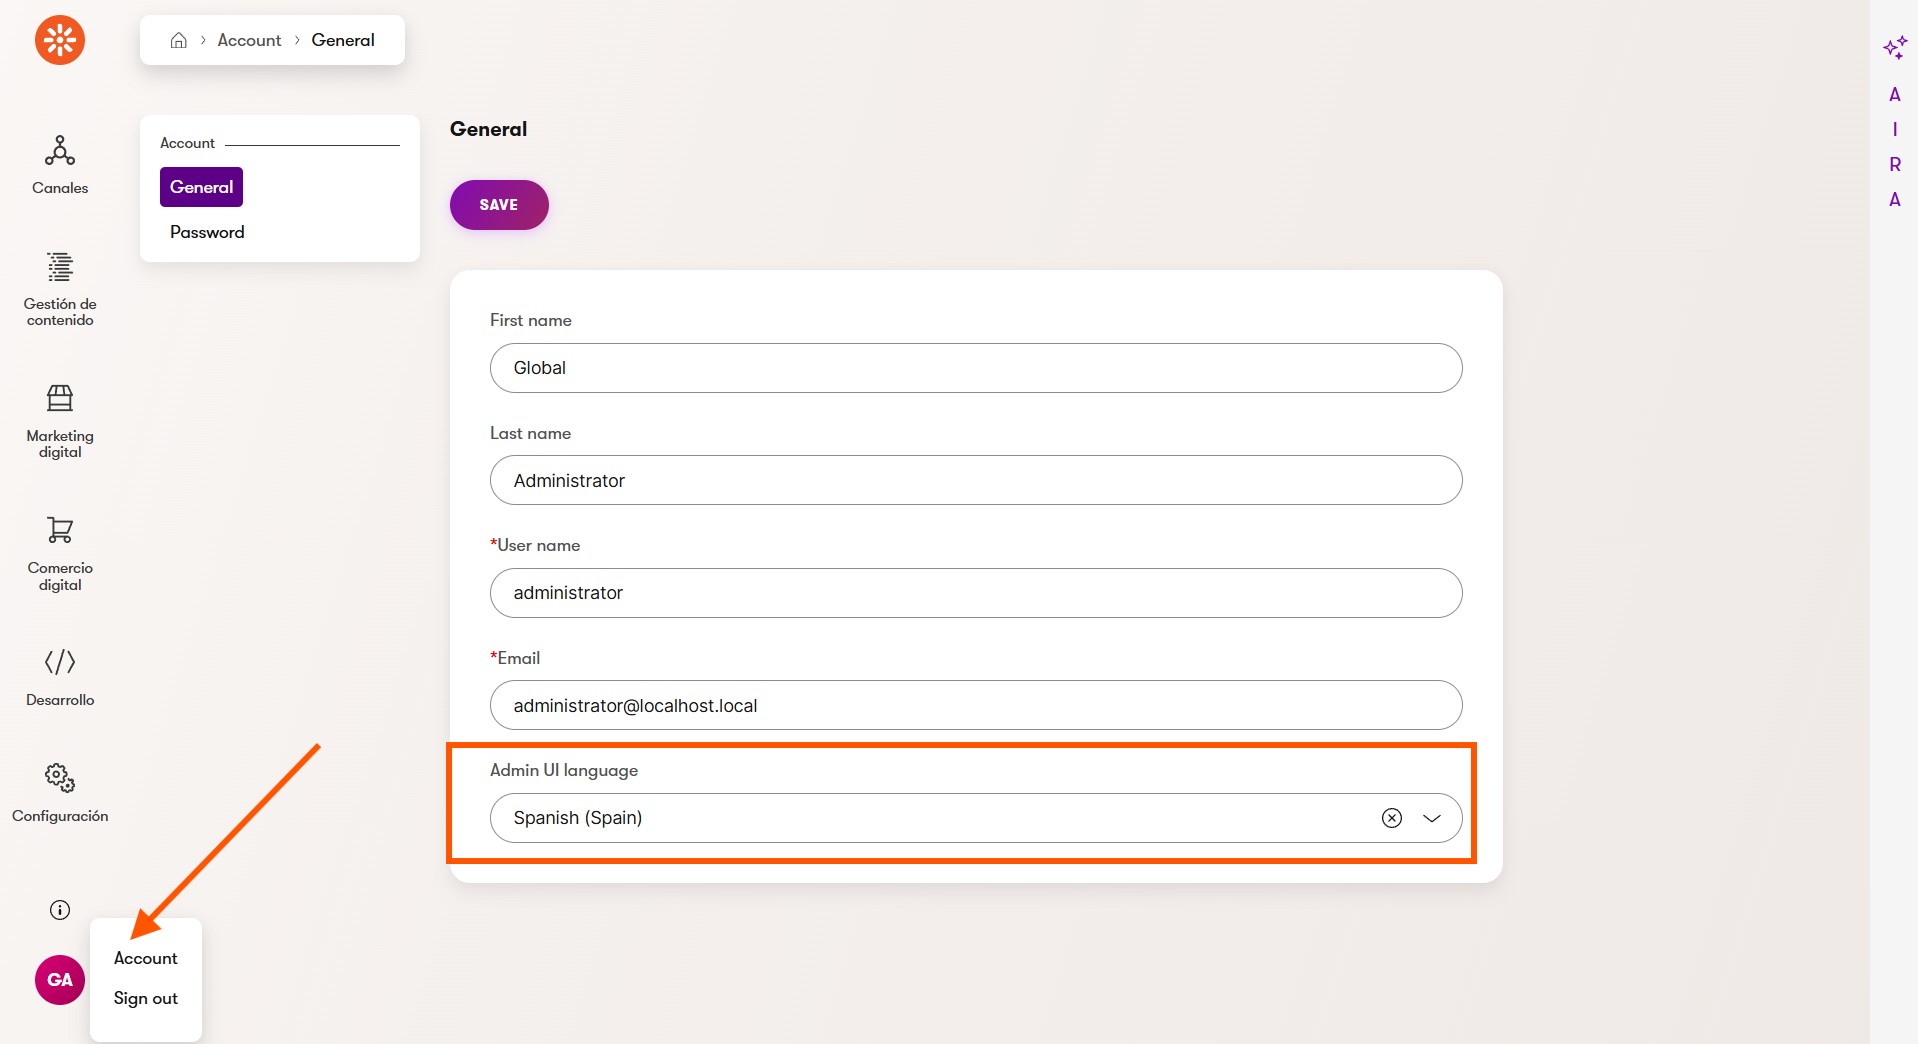 Account
General
Canales
Gestión de
contenido
Marketing
digital
Comercio
digital
Desarrollo
Configuración
GA
Account
Sign out
Account
General
Password
General
SAVE
First name
Global
Last name
Administrator
*User name
administrator
*Email
administrator@localhost.local
Admin UI language
Spanish (Spain)
A
I
R
A